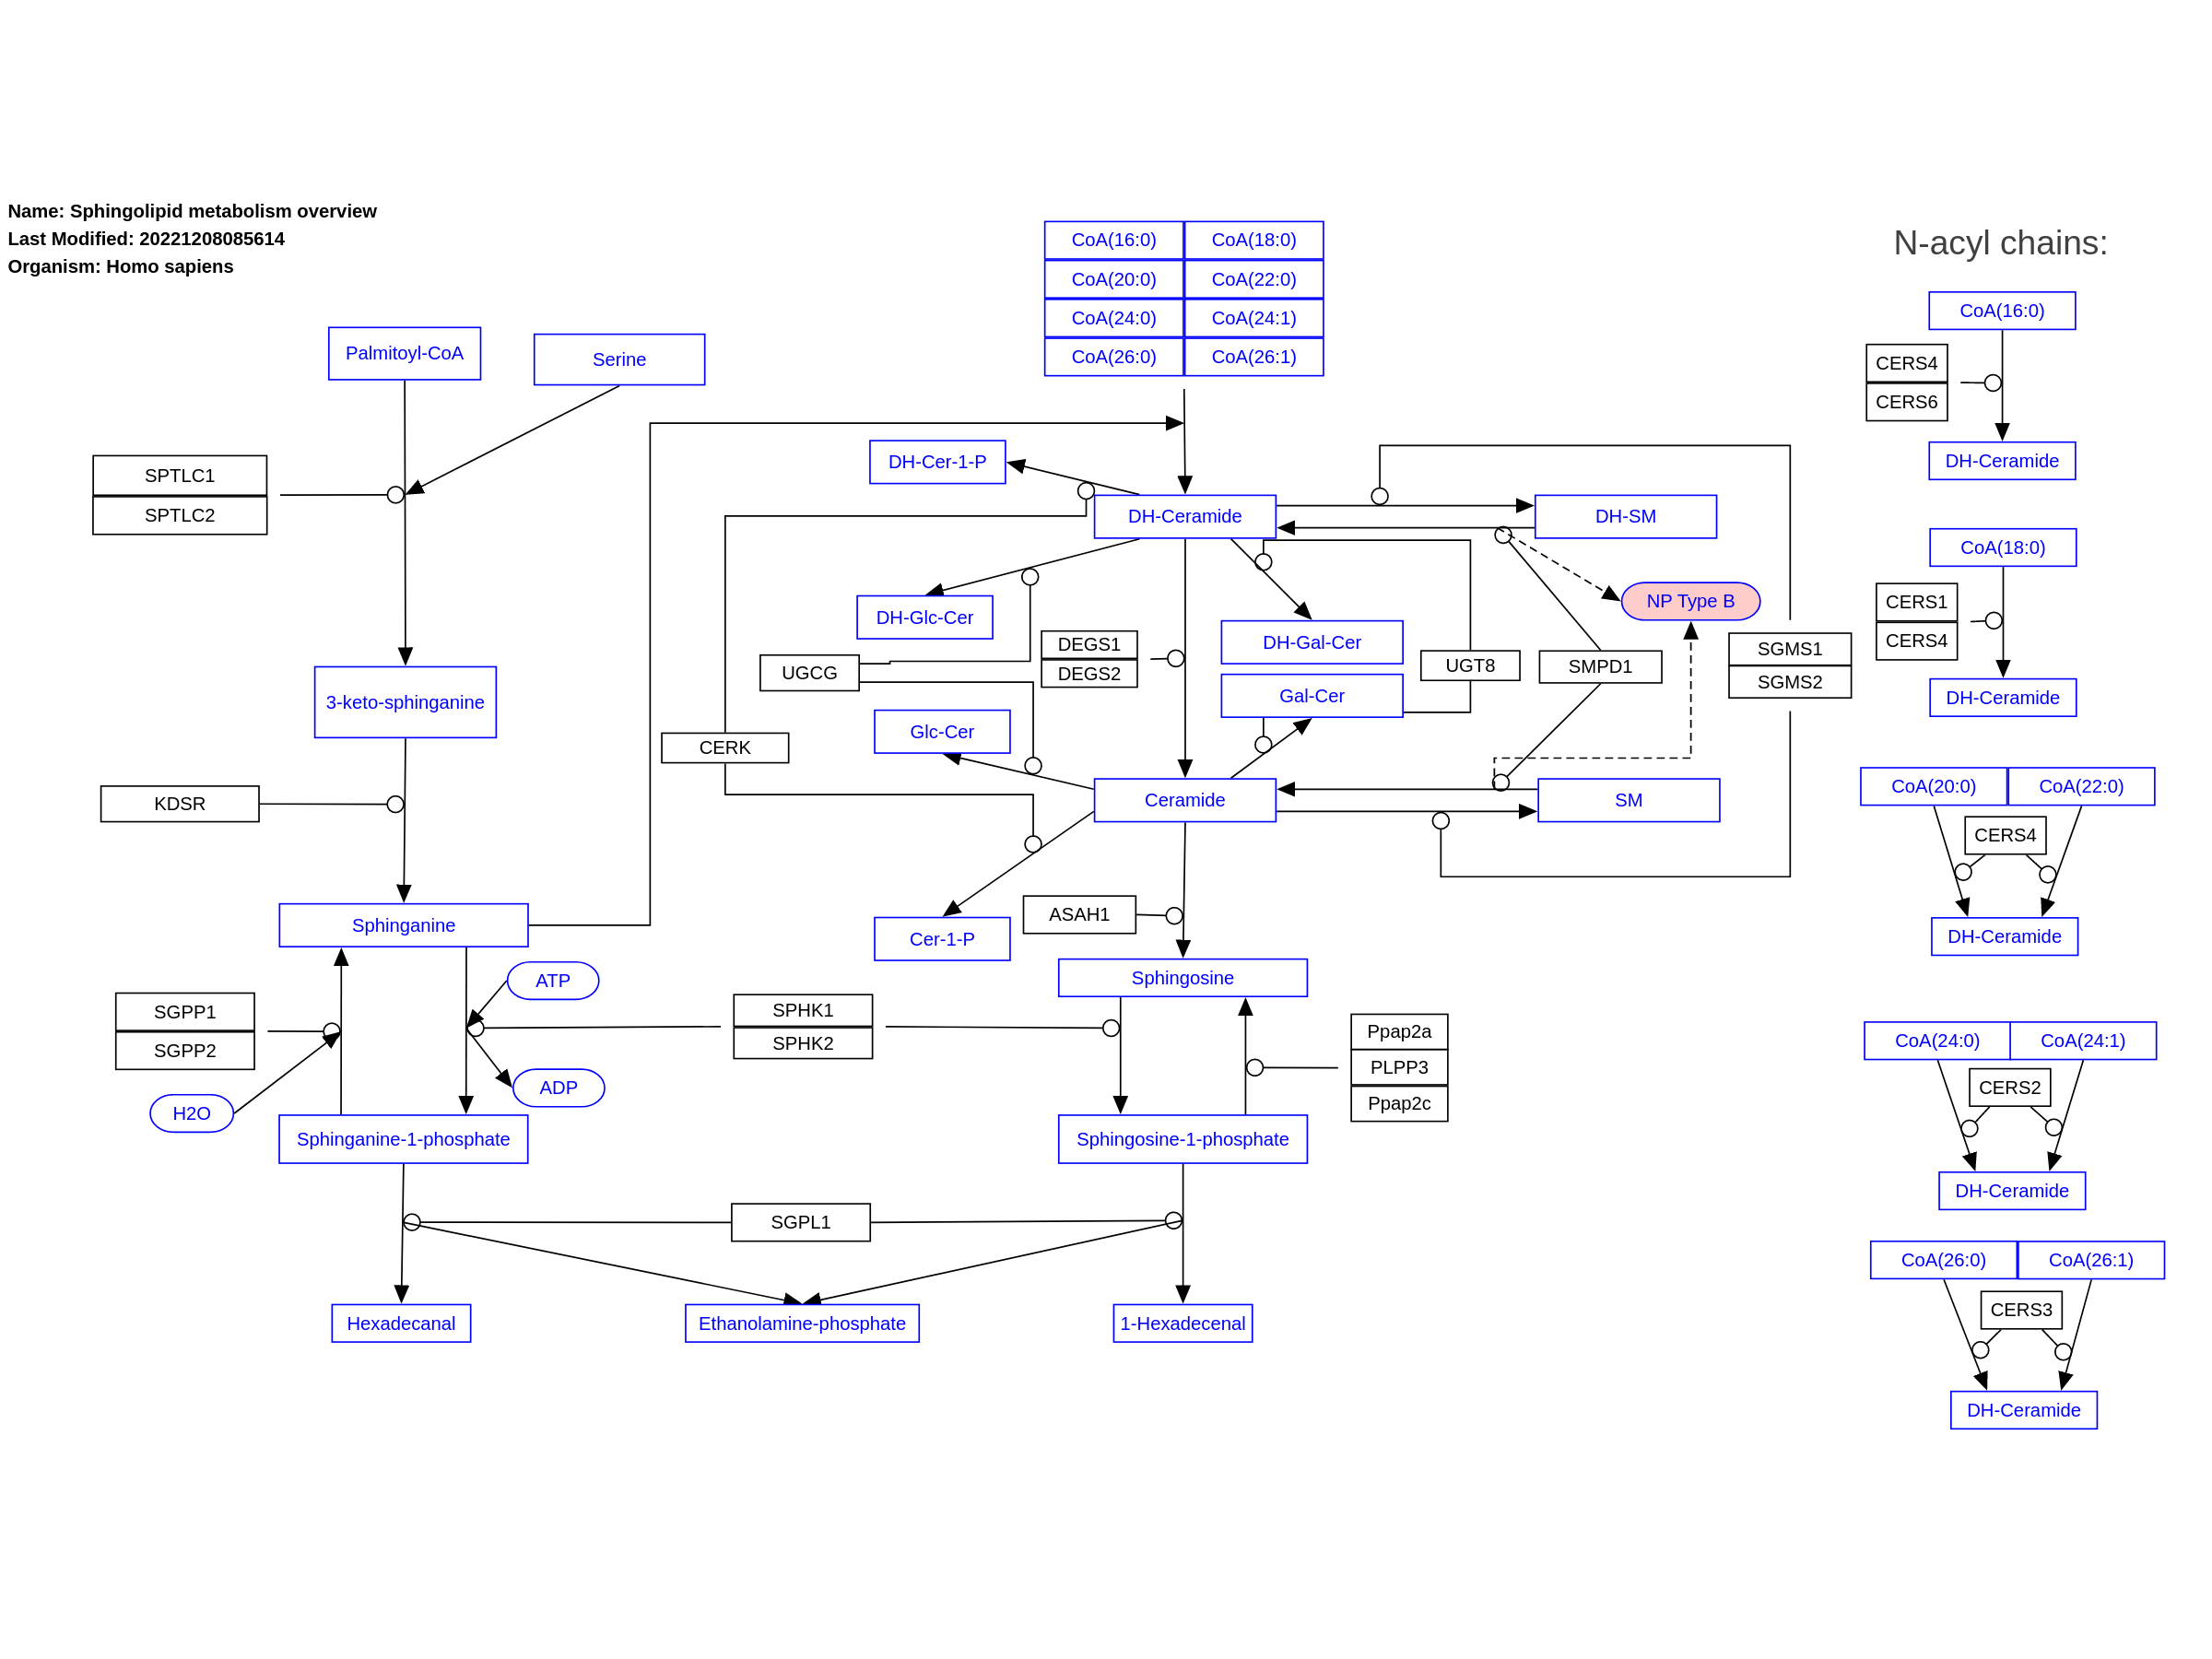 Name: Sphingolipid metabolism overview
Last Modified: 20221208085614
Organism: Homo sapiens
CoA(16:0) CoA(18:0)
CoA(20:0) CoA(22:0)
CoA(24:0) CoA(24:1)
CoA(26:0) CoA(26:1)
Palmitoyl-CoA
Serine
SPTLC1
SPTLC2
3-keto-sphinganine
KDSR
Sphinganine
ATP
ADP
SGPP1
SGPP2
H2O
Sphinganine-1-phosphate
Hexadecanal
DH-Cer-1-P
DH-Ceramide
DH-SM
DH-Glc-Cer
DH-Gal-Cer
NP Type B
DEGS1
DEGS2
UGCG
UGT8
SMPD1
SGMS1
SGMS2
Gal-Cer
Glc-Cer
CERK
Ceramide
SM
ASAH1
Cer-1-P
Sphingosine
SPHK1
SPHK2
Ppap2a
PLPP3
Ppap2c
Sphingosine-1-phosphate
SGPL1
Ethanolamine-phosphate
1-Hexadecenal
N-acyl chains:
CoA(16:0)
CERS4
CERS6
DH-Ceramide
CoA(18:0)
CERS1
CERS4
DH-Ceramide
CoA(20:0) CoA(22:0)
CERS4
DH-Ceramide
CoA(24:0) CoA(24:1)
CERS2
DH-Ceramide
CoA(26:0) CoA(26:1)
CERS3
DH-Ceramide